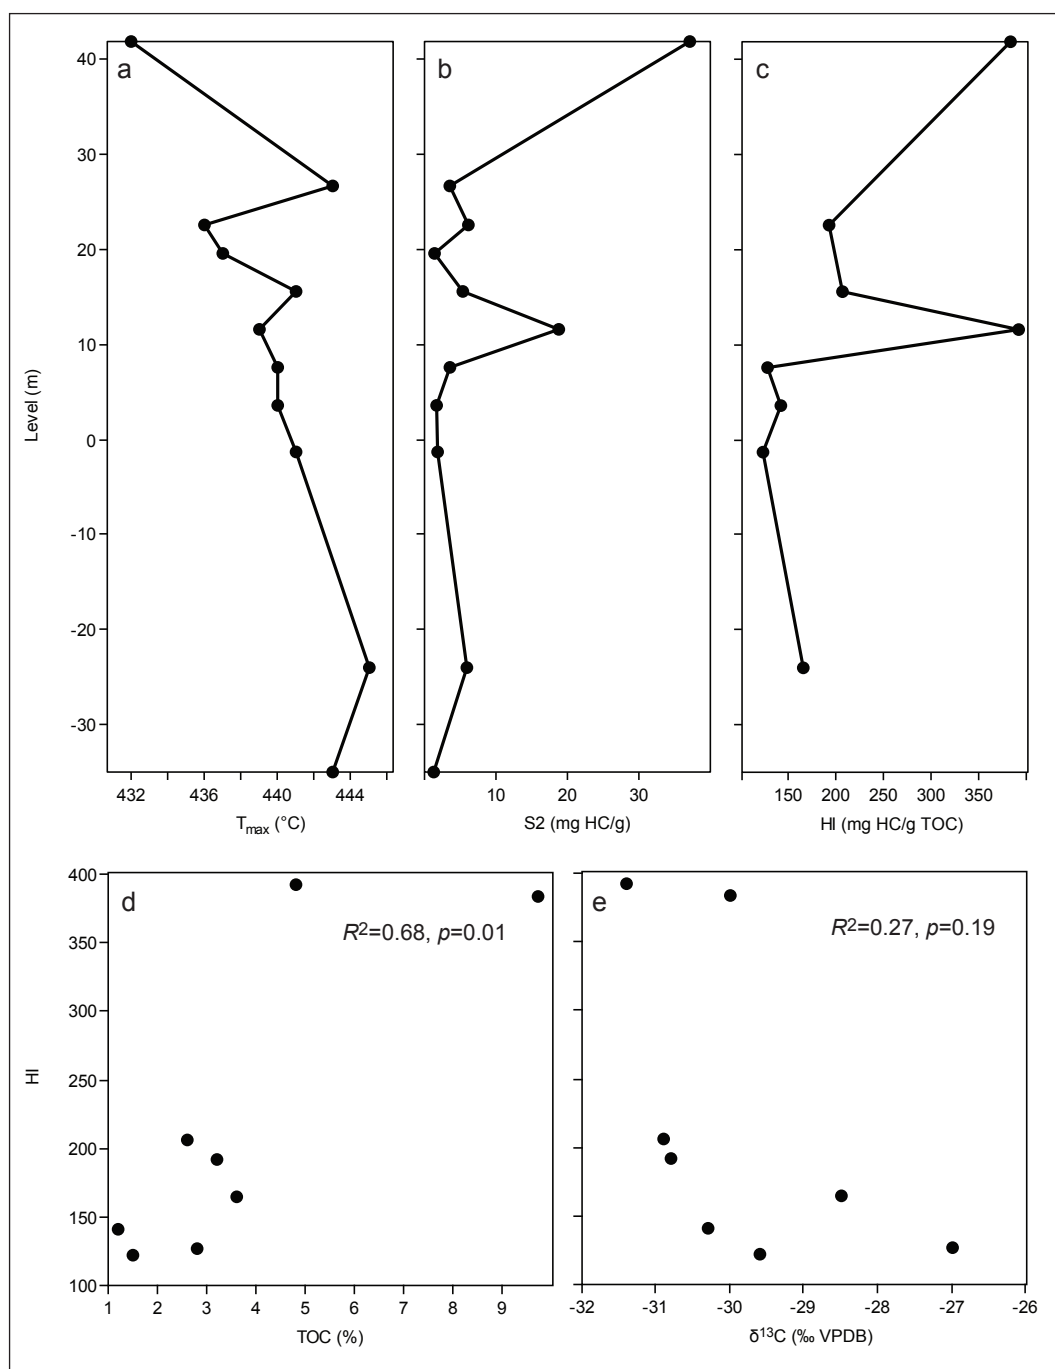 a
b
c
40
30
20
10
0
-10
-20
-30
Level (m)
432 436 440 444
10 20 30
150 200 250 300 350
Tmax (°C)
S2 (mg HC/g)
HI (mg HC/g TOC)
d
e
R2=0.68, p=0.01
R2=0.27, p=0.19
400
350
300
250
200
150
100
HI
1 2 3 4 5 6 7 8 9
-32 -31 -30 -29 -28 -27 -26
TOC (%)
δ13C (‰ VPDB)